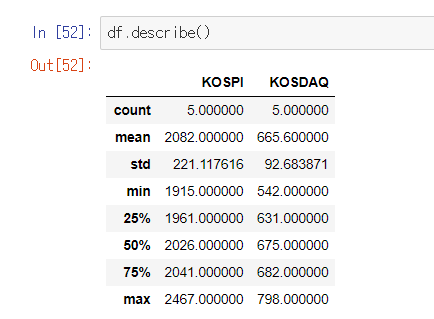 In [52]: df.describe()
Out[52]:
KOSPI KOSDAQ
count 5.000000 5.000000
mean 2082.000000 665.600000
std 221.117616 92.683871
min 1915.000000 542.000000
25% 1961.000000 631.000000
50% 2026.000000 675.000000
75% 2041.000000 682.000000
max 2467.000000 798.000000